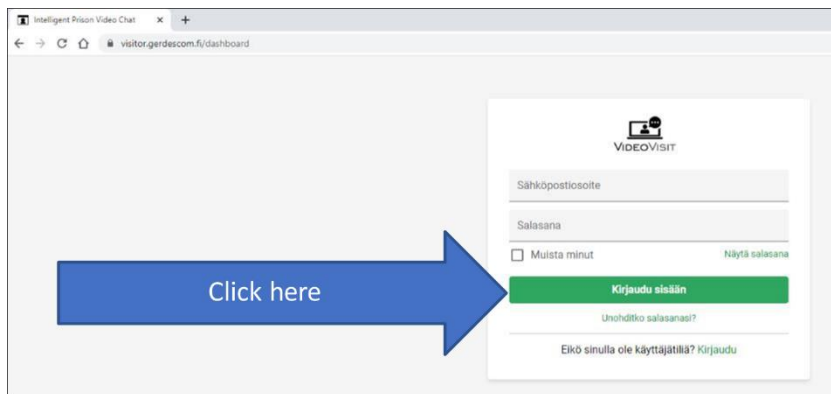 Intelligent Prison Video Chat
visitor.gerdescom.fi/dashboard
VIDEOVISIT
Sähköpostiosoite
Salasana
Muista minut Näytä salasana
Click here
Kirjaudu sisään
Unohditko salasanasi?
Eikö sinulla ole käyttäjätiliä? Kirjaudu